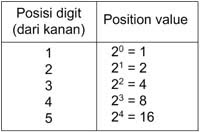 Posisi digit Position value
(dari kanan)
1 2⁰ = 1
2 2¹ = 2
3 2² = 4
4 2³ = 8
5 2⁴ = 16